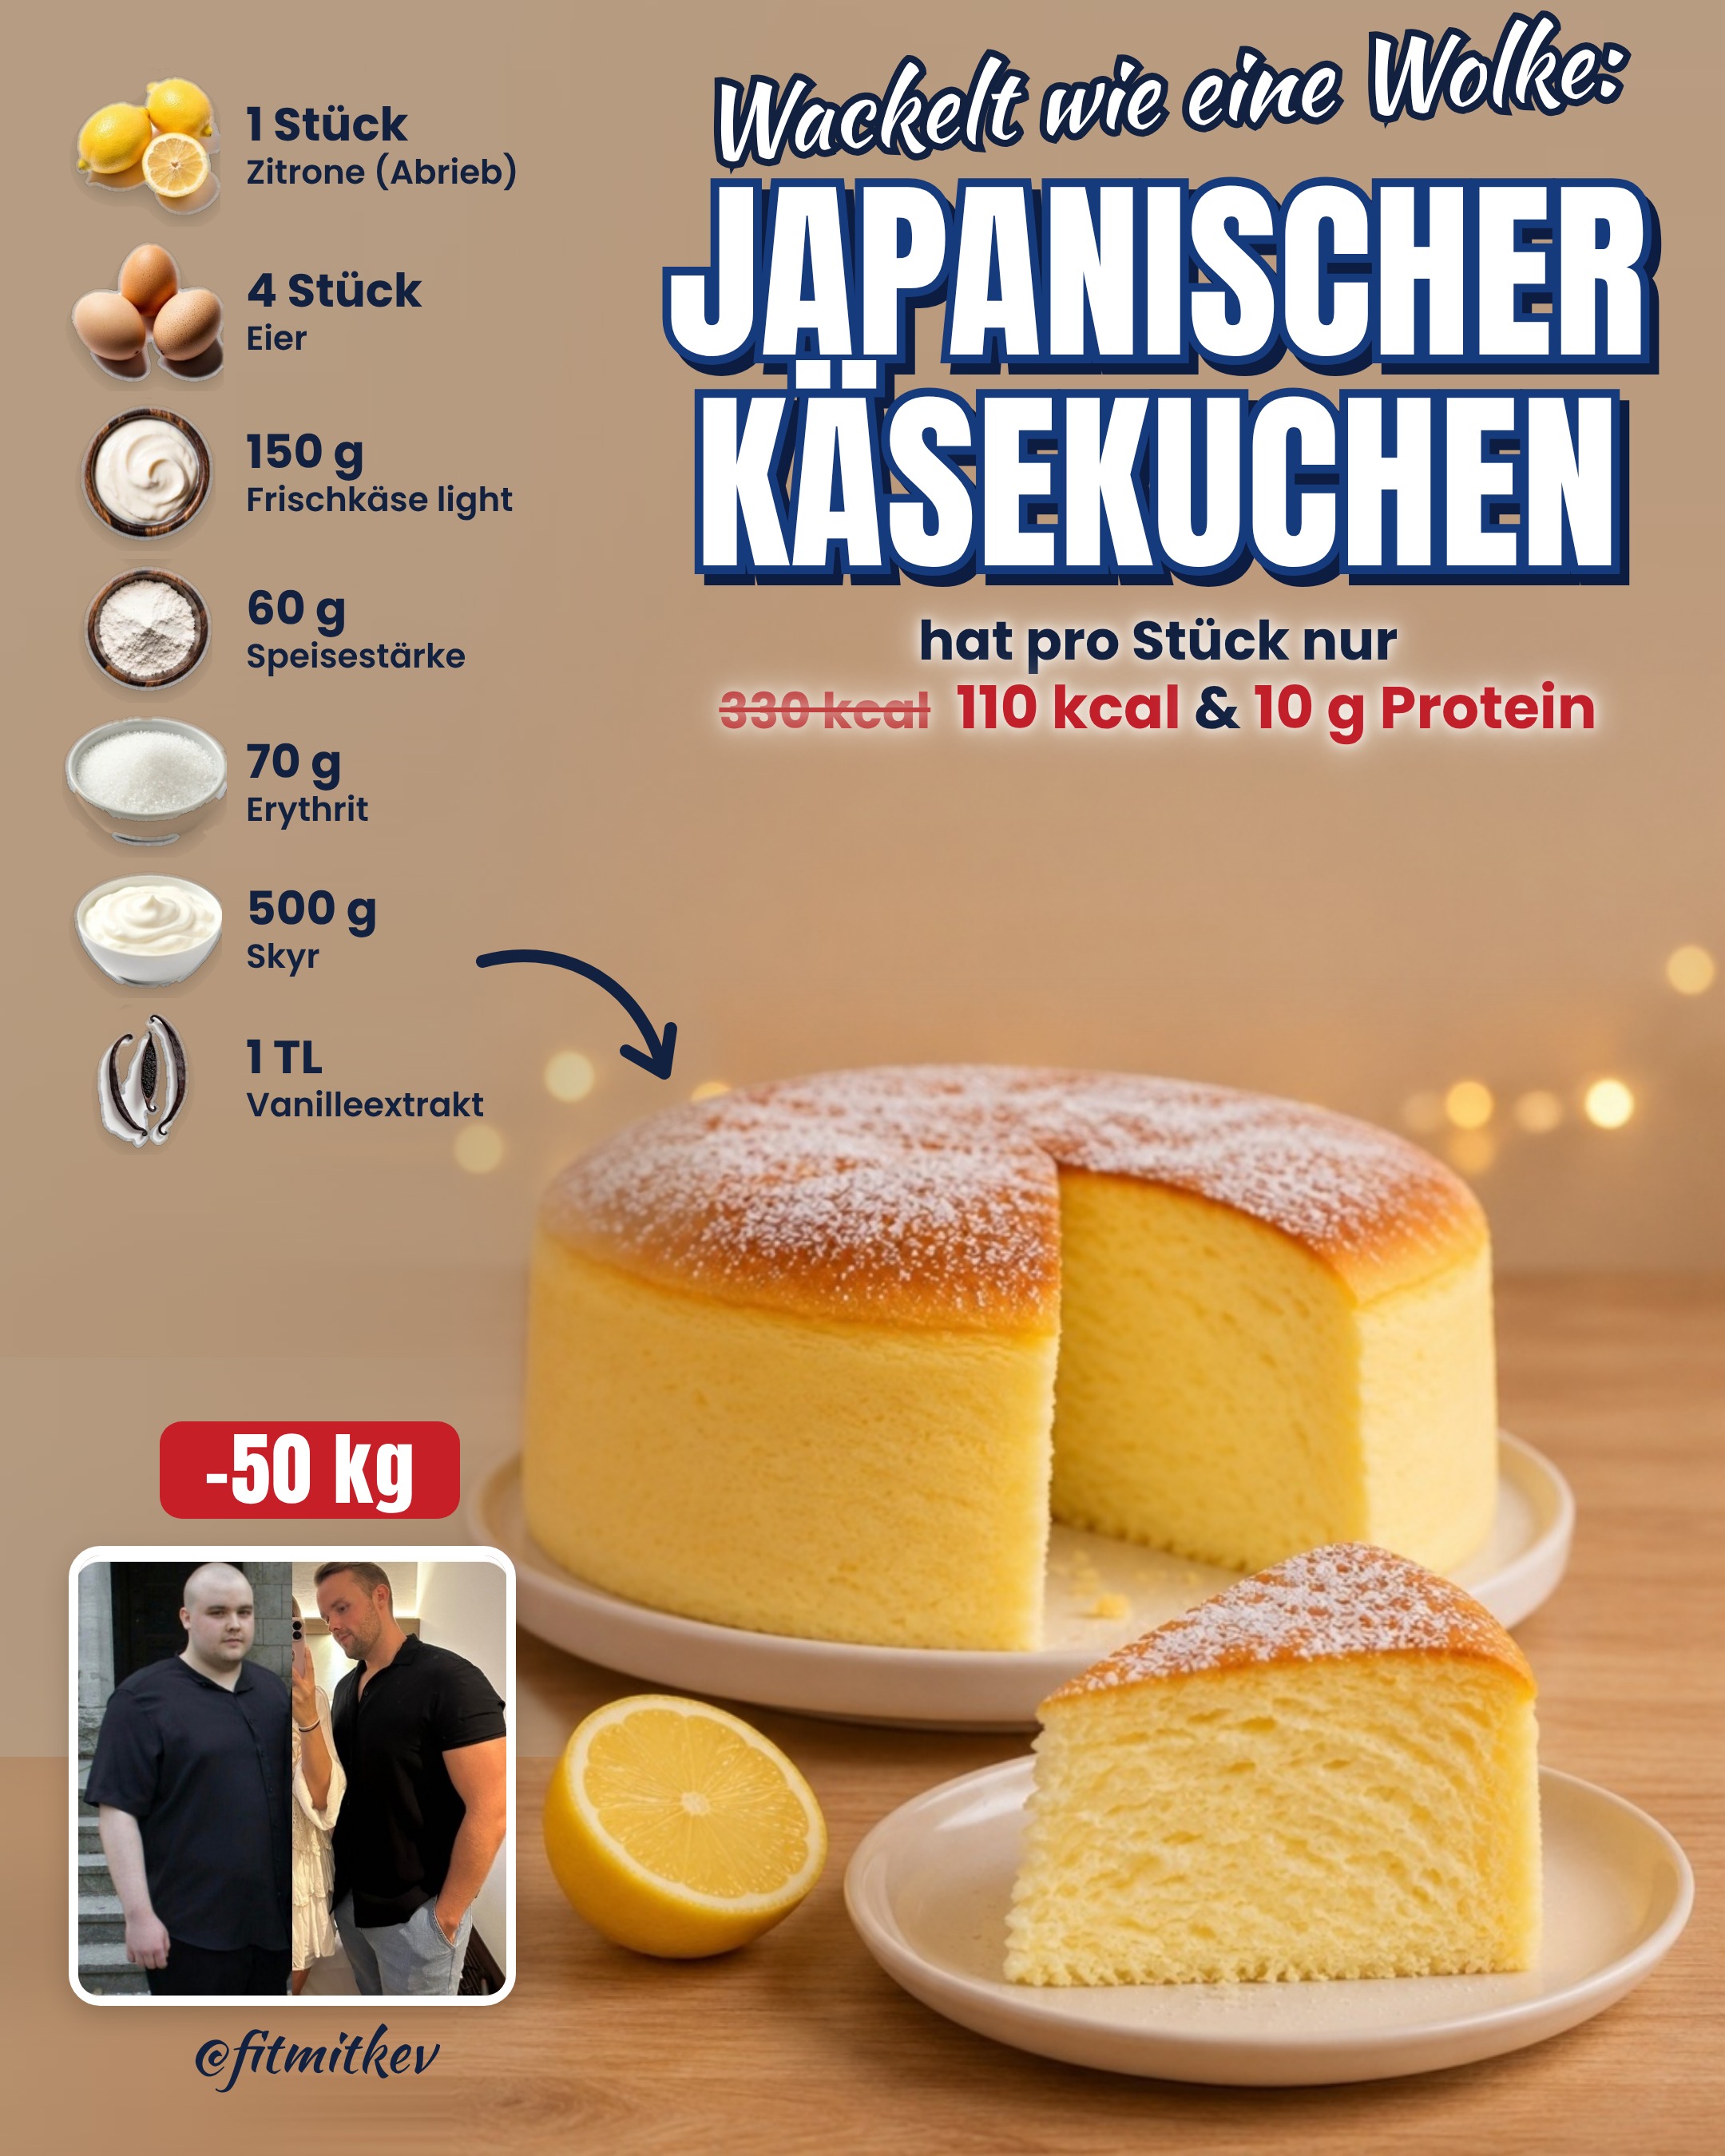 Wackelt wie eine Wolke:
JAPANISCHER
KÄSEKUCHEN
hat pro Stück nur
330 kcal 110 kcal & 10 g Protein
1 Stück
Zitrone (Abrieb)
4 Stück
Eier
150 g
Frischkäse light
60 g
Speisestärke
70 g
Erythrit
500 g
Skyr
1 TL
Vanilleextrakt
-50 kg
@fitmitkev